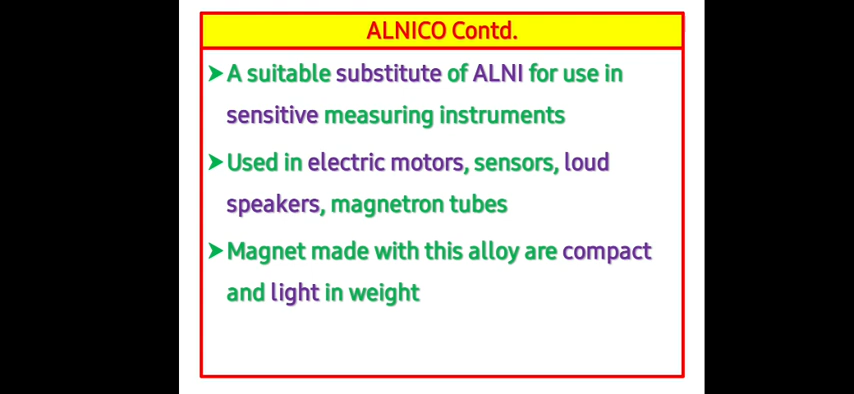 ALNICO Contd.
➤A suitable substitute of ALNI for use in
sensitive measuring instruments
➤Used in electric motors, sensors, loud
speakers, magnetron tubes
➤Magnet made with this alloy are compact
and light in weight